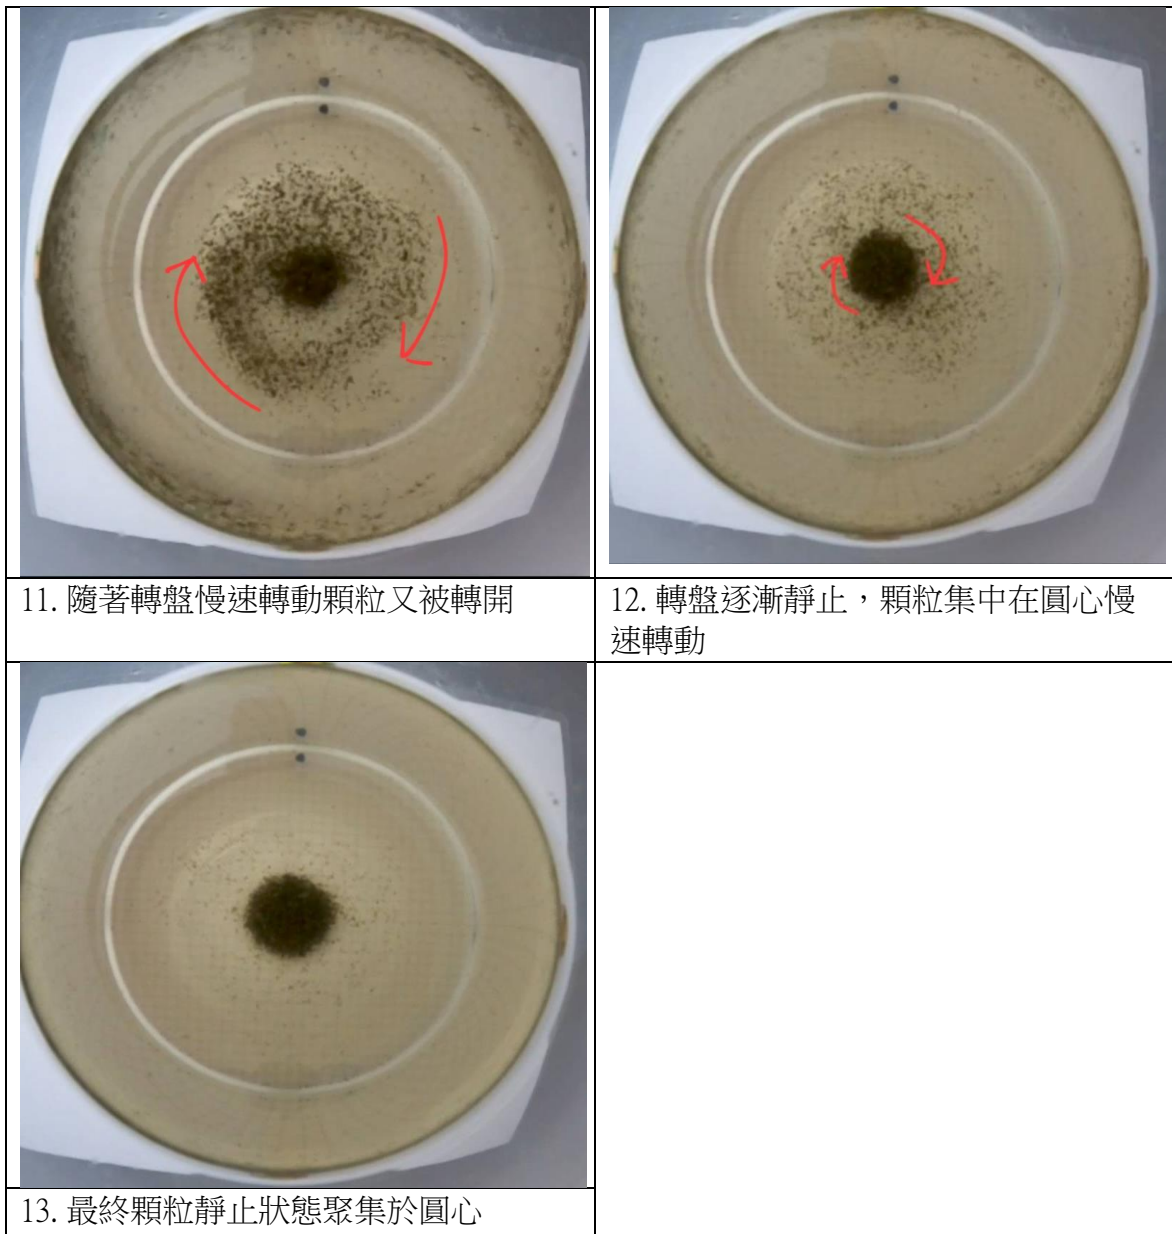 11. 隨著轉盤慢速轉動顆粒又被轉開
12. 轉盤逐漸靜止，顆粒集中在圓心慢
速轉動
13. 最終顆粒靜止狀態聚集於圓心